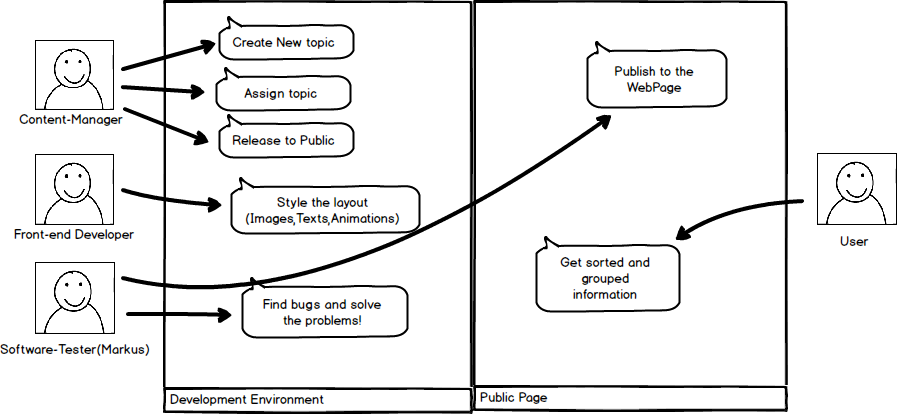 Create New topic
Publish to the
WebPage
Assign topic
Content-Manager
Release to Public
Style the layout
(Images,Texts,Animations)
Front-end Developer
User
Get sorted and
grouped
information
Find bugs and solve
the problems!
Software-Tester(Markus)
Development Environment
Public Page